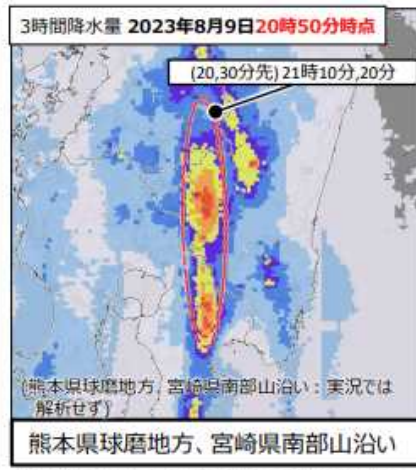 3時間降水量 2023年8月9日20時50分時点
(20,30分先) 21時10分,20分
(熊本県球磨地方、宮崎県南部山沿い:実況では
解析せず)
熊本県球磨地方、宮崎県南部山沿い